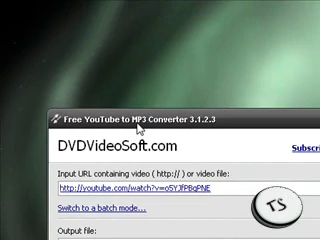 Free YouTube to MP3 Converter 3.1.2.3
DVDVideoSoft.com
Subscri
Input URL containing video ( http:// ) or video file:
http://youtube.com/watch?v=o5YJfPBqPNE
Switch to a batch mode...
TS
Output file: